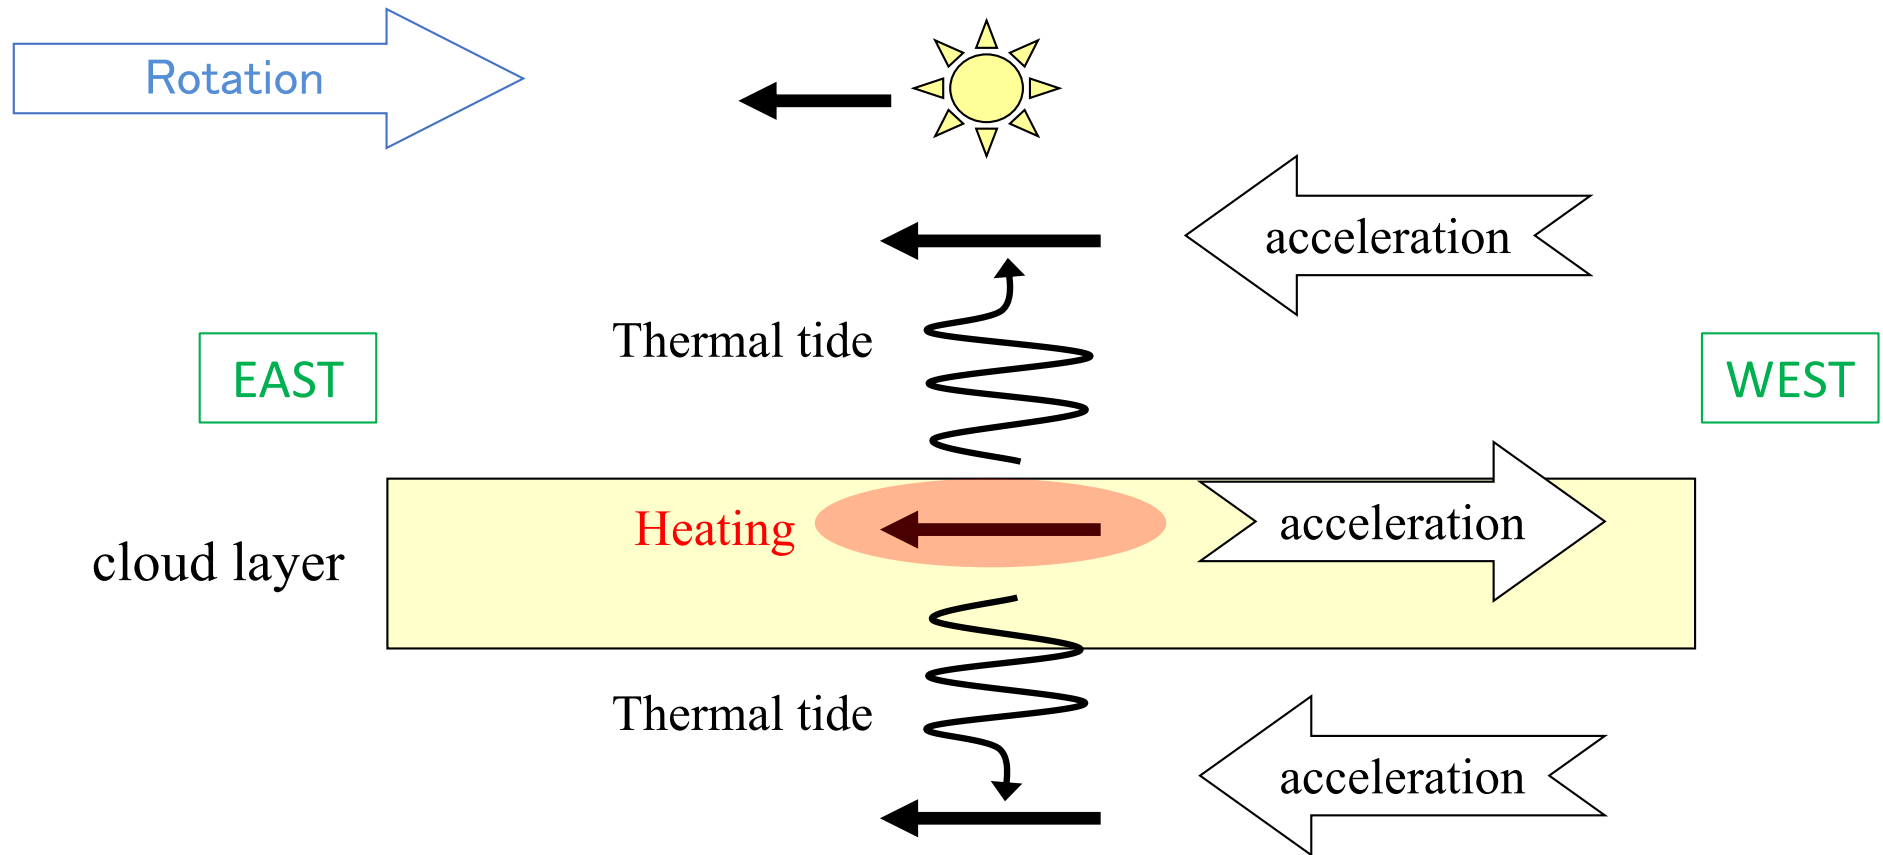 Rotation
acceleration
Thermal tide
EAST
WEST
Heating
acceleration
cloud layer
Thermal tide
acceleration